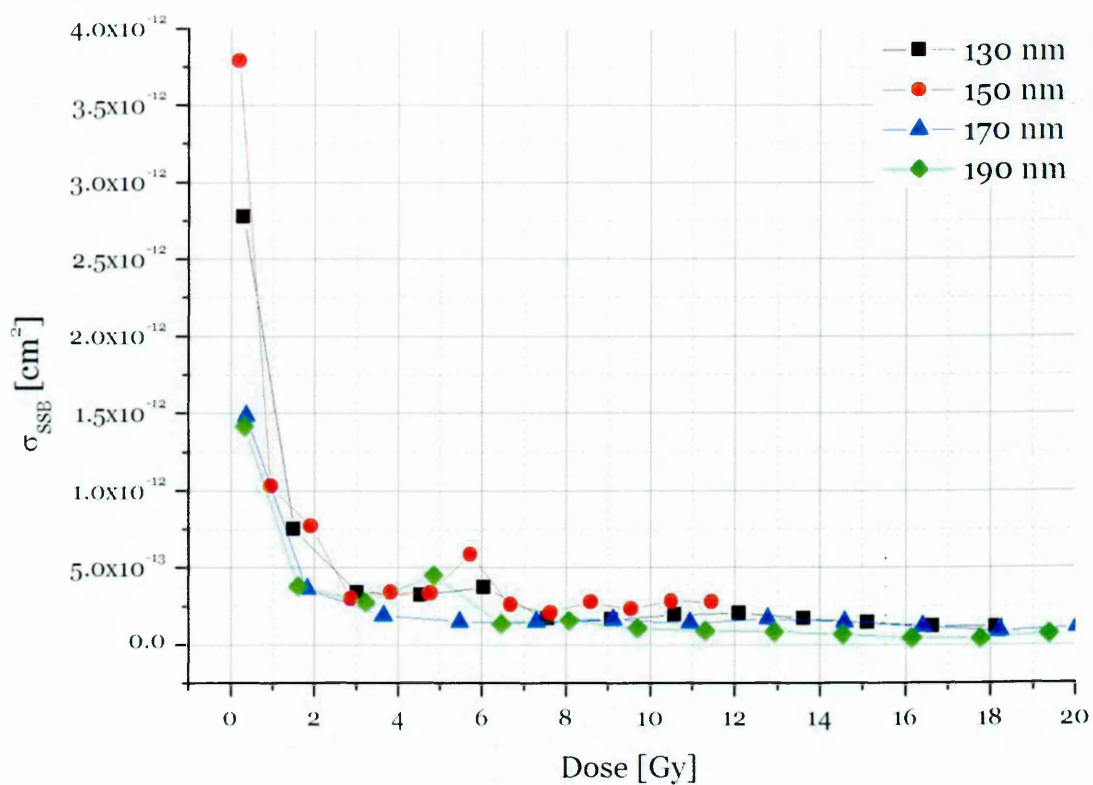 4.0x10⁻¹²
3.5x10⁻¹²
3.0x10⁻¹²
2.5x10⁻¹²
2.0x10⁻¹²
1.5x10⁻¹²
1.0x10⁻¹²
5.0x10⁻¹³
0.0
σSSB [cm²]
0 2 4 6 8 10 12 14 16 18 20
Dose [Gy]
130 nm
150 nm
170 nm
190 nm